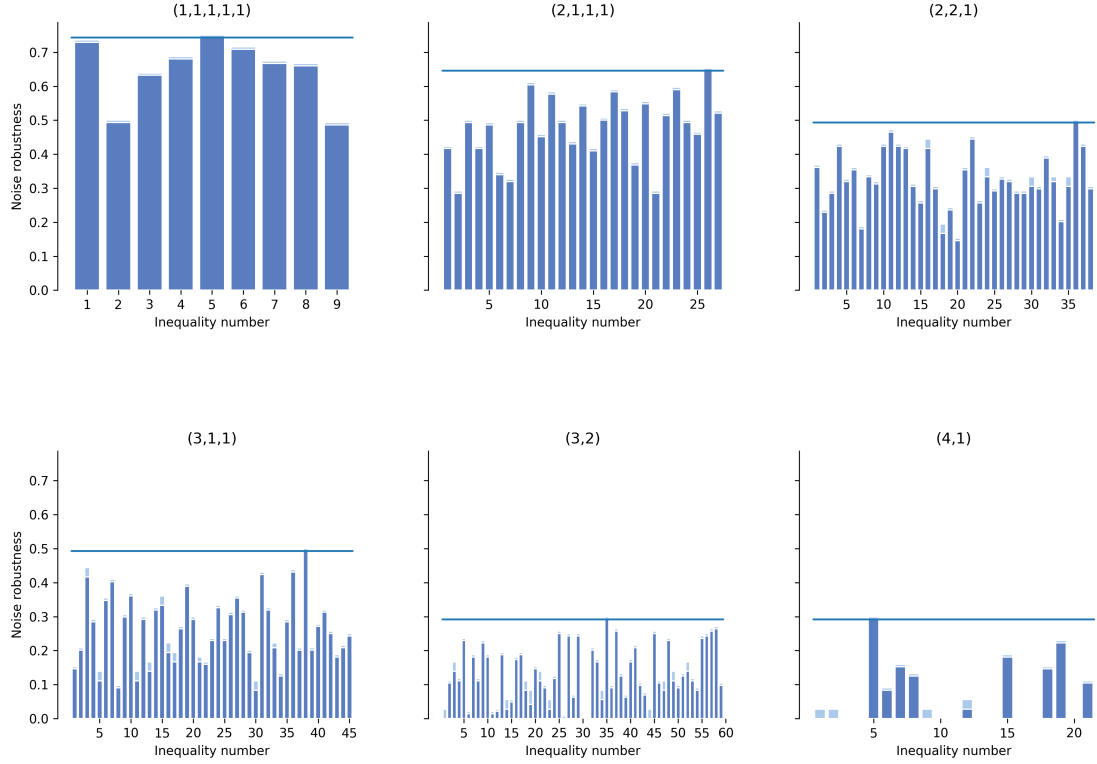 (1,1,1,1,1) (2,1,1,1) (2,2,1)
Noise robustness
0.7
0.6
0.5
0.4
0.3
0.2
0.1
0.0
1 2 3 4 5 6 7 8 9
5 10 15 20 25
5 10 15 20 25 30 35
Inequality number Inequality number Inequality number
(3,1,1) (3,2) (4,1)
Noise robustness
0.7
0.6
0.5
0.4
0.3
0.2
0.1
0.0
5 10 15 20 25 30 35 40 45
5 10 15 20 25 30 35 40 45 50 55 60
5 10 15 20
Inequality number Inequality number Inequality number